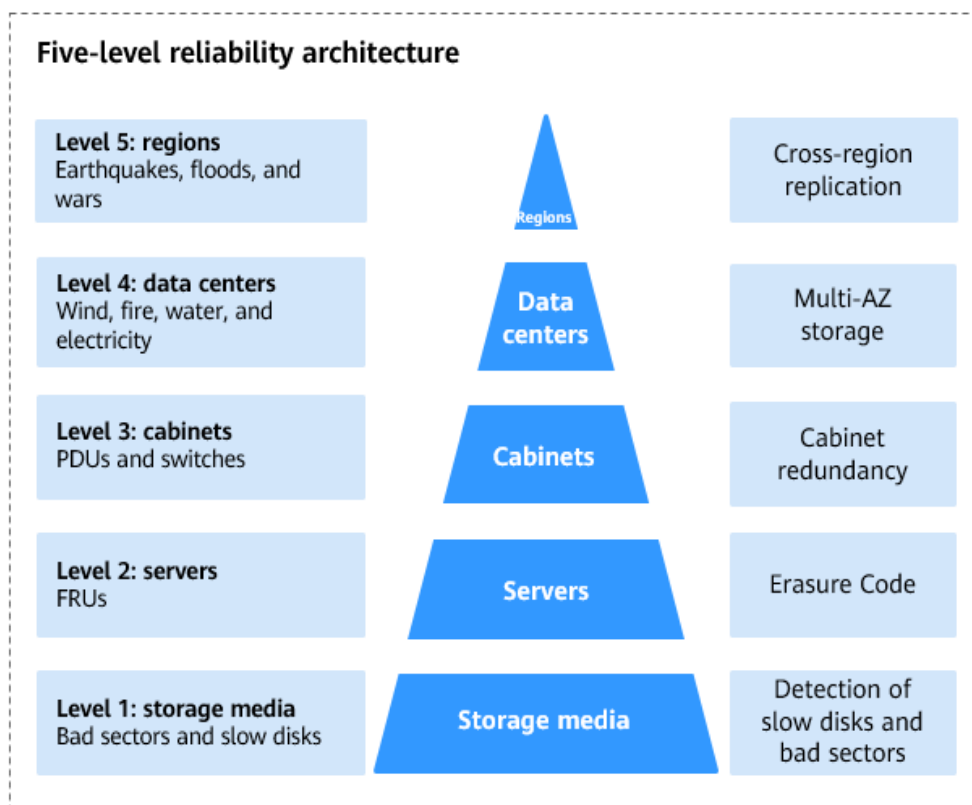 Five-level reliability architecture
Level 5: regions
Earthquakes, floods, and
wars
Regions
Cross-region
replication
Level 4: data centers
Wind, fire, water, and
electricity
Data
centers
Multi-AZ
storage
Level 3: cabinets
PDUs and switches
Cabinets
Cabinet
redundancy
Level 2: servers
FRUs
Servers
Erasure Code
Level 1: storage media
Bad sectors and slow disks
Storage media
Detection of
slow disks and
bad sectors